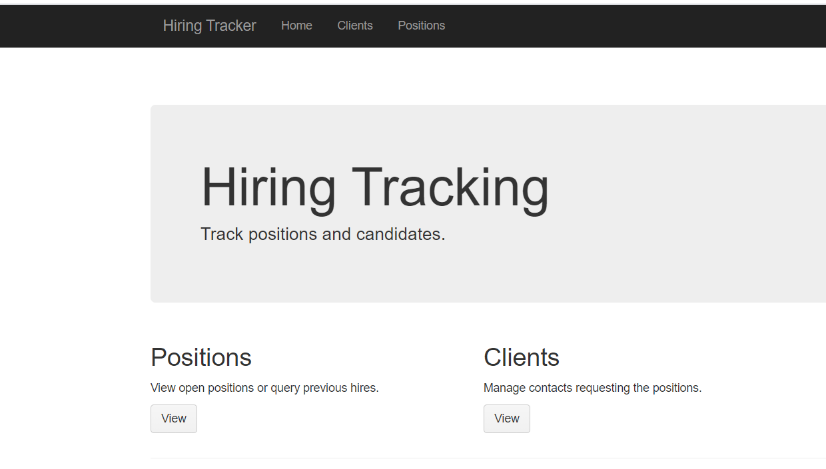 Hiring Tracker Home Clients Positions
Hiring Tracking
Track positions and candidates.
Positions
View open positions or query previous hires.
View
Clients
Manage contacts requesting the positions.
View